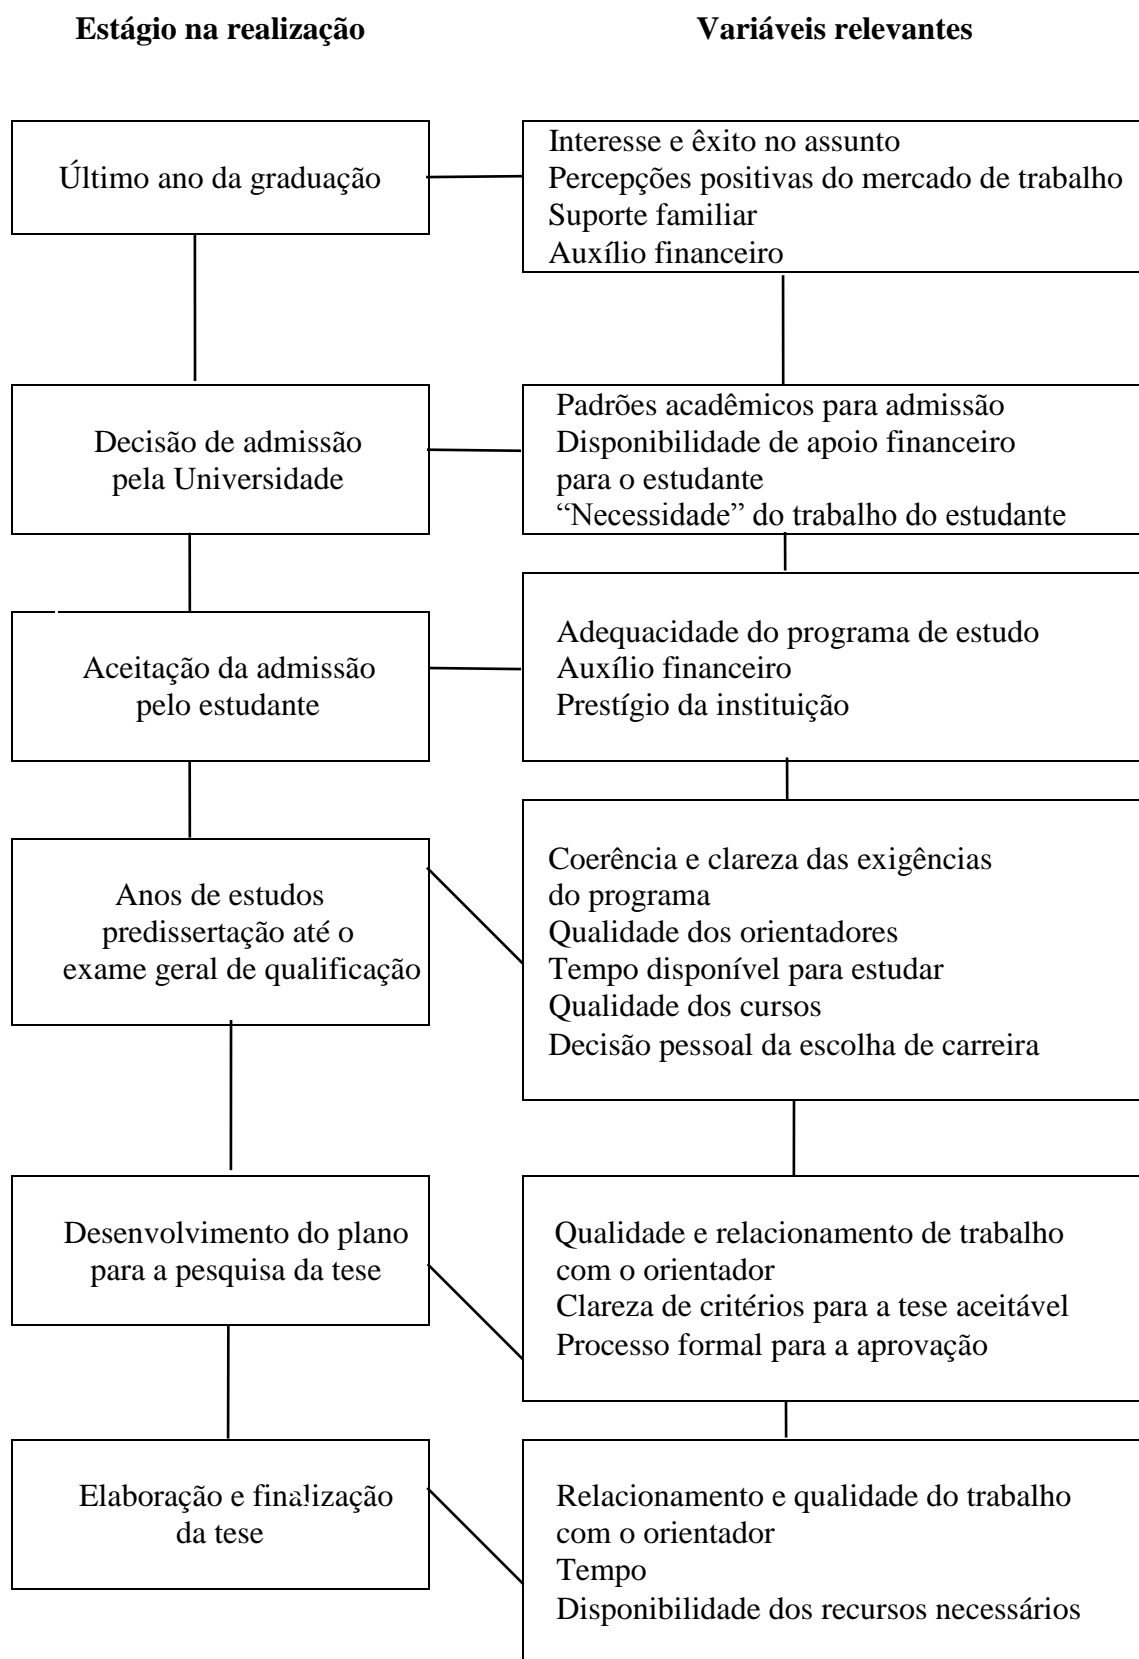 Estágio na realização
Variáveis relevantes
Último ano da graduação
Interesse e êxito no assunto
Percepções positivas do mercado de trabalho
Suporte familiar
Auxílio financeiro
Decisão de admissão
pela Universidade
Padrões acadêmicos para admissão
Disponibilidade de apoio financeiro
para o estudante
“Necessidade” do trabalho do estudante
Aceitação da admissão
pelo estudante
Adequacidade do programa de estudo
Auxílio financeiro
Prestígio da instituição
Anos de estudos
predissertação até o
exame geral de qualificação
Coerência e clareza das exigências
do programa
Qualidade dos orientadores
Tempo disponível para estudar
Qualidade dos cursos
Decisão pessoal da escolha de carreira
Desenvolvimento do plano
para a pesquisa da tese
Qualidade e relacionamento de trabalho
com o orientador
Clareza de critérios para a tese aceitável
Processo formal para a aprovação
Elaboração e finalização
da tese
Relacionamento e qualidade do trabalho
com o orientador
Tempo
Disponibilidade dos recursos necessários